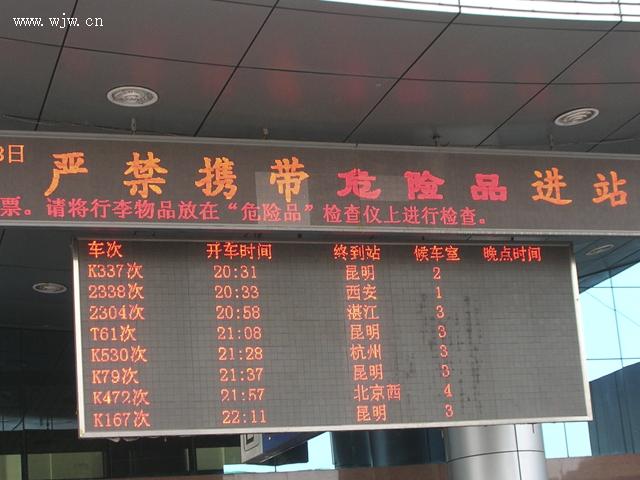 www.wjw.cn
8日 严禁携带危险品进站
票。请将行李物品放在“危险品”检查仪上进行检查。
车次 开车时间 终到站 候车室 晚点时间
K337次 20:31 昆明 2
2338次 20:33 西安 1
2304次 20:58 湛江 3
T61次 21:08 昆明 3
K530次 21:28 杭州 3
K79次 21:37 昆明 3
K472次 21:57 北京西 4
K167次 22:11 昆明 3